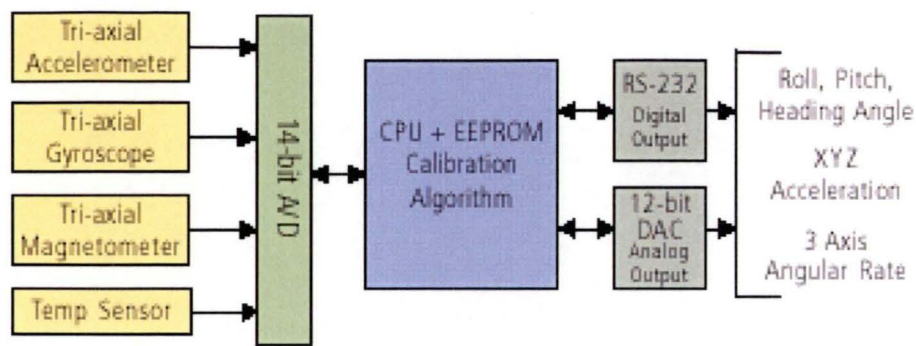 Tri-axial
Accelerometer
Tri-axial
Gyroscope
Tri-axial
Magnetometer
Temp Sensor
14-bit A/D
CPU + EEPROM
Calibration
Algorithm
RS-232
Digital
Output
12-bit
DAC
Analog
Output
Roll, Pitch,
Heading Angle
XYZ
Acceleration
3 Axis
Angular Rate